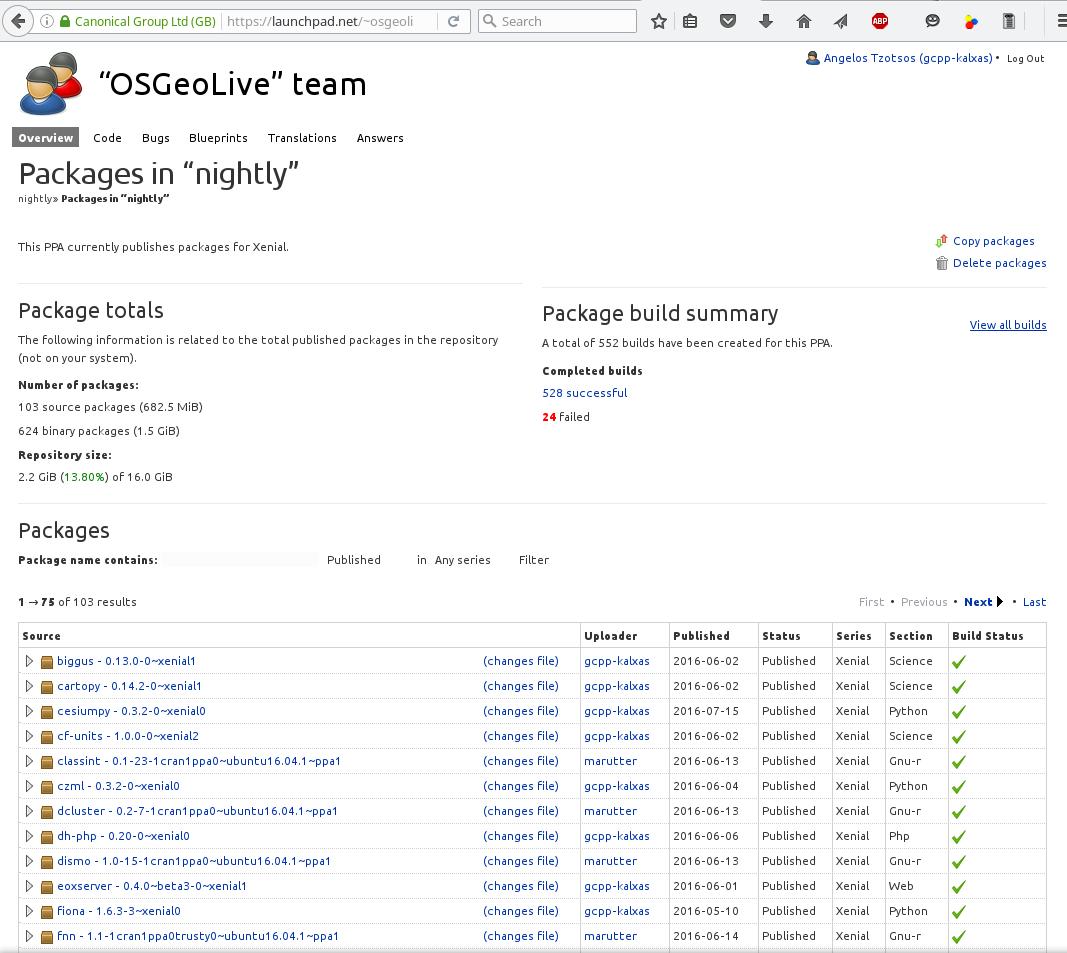 Canonical Group Ltd (GB) https://launchpad.net/~osgeoli Search ABP
Angelos Tzotsos (gcpp-kalxas) • Log Out
“OSGeoLive” team
Overview Code Bugs Blueprints Translations Answers
Packages in “nightly”
nightly» Packages in “nightly”
This PPA currently publishes packages for Xenial.
Copy packages
Delete packages
Package totals
The following information is related to the total published packages in the repository
(not on your system).
Number of packages:
103 source packages (682.5 MiB)
624 binary packages (1.5 GiB)
Repository size:
2.2 GiB (13.80%) of 16.0 GiB
Package build summary
View all builds
A total of 552 builds have been created for this PPA.
Completed builds
528 successful
24 failed
Packages
Package name contains: Published in Any series Filter
1 → 75 of 103 results First • Previous • Next • Last
Source Uploader Published Status Series Section Build Status
biggus - 0.13.0-0~xenial1 (changes file) gcpp-kalxas 2016-06-02 Published Xenial Science
cartopy - 0.14.2-0~xenial1 (changes file) gcpp-kalxas 2016-06-02 Published Xenial Science
cesiumpy - 0.3.2-0~xenial0 (changes file) gcpp-kalxas 2016-07-15 Published Xenial Python
cf-units - 1.0.0-0~xenial2 (changes file) gcpp-kalxas 2016-06-02 Published Xenial Science
classint - 0.1-23-1cran1ppa0~ubuntu16.04.1~ppa1 (changes file) marutter 2016-06-13 Published Xenial Gnu-r
czml - 0.3.2-0~xenial0 (changes file) gcpp-kalxas 2016-06-04 Published Xenial Python
dcluster - 0.2-7-1cran1ppa0~ubuntu16.04.1~ppa1 (changes file) marutter 2016-06-13 Published Xenial Gnu-r
dh-php - 0.20-0~xenial0 (changes file) gcpp-kalxas 2016-06-06 Published Xenial Php
dismo - 1.0-15-1cran1ppa0~ubuntu16.04.1~ppa1 (changes file) marutter 2016-06-13 Published Xenial Gnu-r
eoxserver - 0.4.0~beta3-0~xenial1 (changes file) gcpp-kalxas 2016-06-01 Published Xenial Web
fiona - 1.6.3-3~xenial0 (changes file) gcpp-kalxas 2016-05-10 Published Xenial Python
fnn - 1.1-1cran1ppa0trusty0~ubuntu16.04.1~ppa1 (changes file) marutter 2016-06-14 Published Xenial Gnu-r